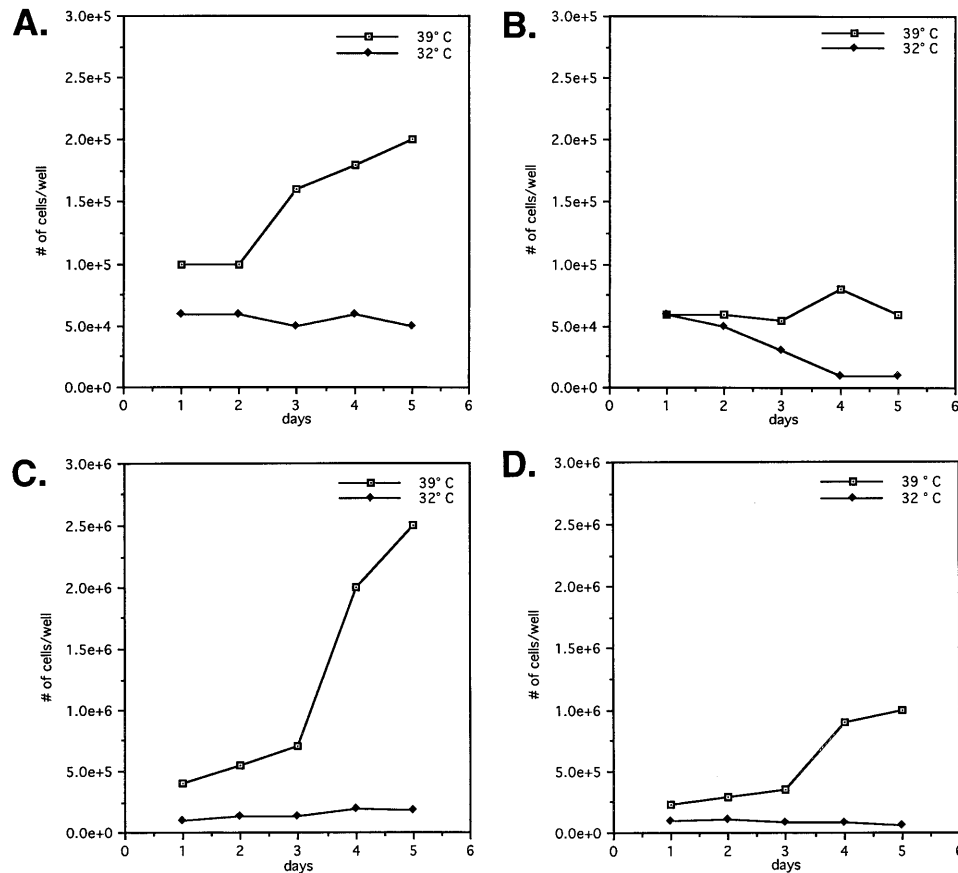 A.
3.0e+5
2.5e+5
2.0e+5
1.5e+5
1.0e+5
5.0e+4
0.0e+0
# of cells/well
39° C
32° C
0 1 2 3 4 5 6
days
B.
3.0e+5
2.5e+5
2.0e+5
1.5e+5
1.0e+5
5.0e+4
0.0e+0
# of cells/well
39° C
32° C
0 1 2 3 4 5 6
days
C.
3.0e+6
2.5e+6
2.0e+6
1.5e+6
1.0e+6
5.0e+5
0.0e+0
# of cells/well
39° C
32° C
0 1 2 3 4 5 6
days
D.
3.0e+6
2.5e+6
2.0e+6
1.5e+6
1.0e+6
5.0e+5
0.0e+0
# of cells/well
39 ° C
32 ° C
0 1 2 3 4 5 6
days